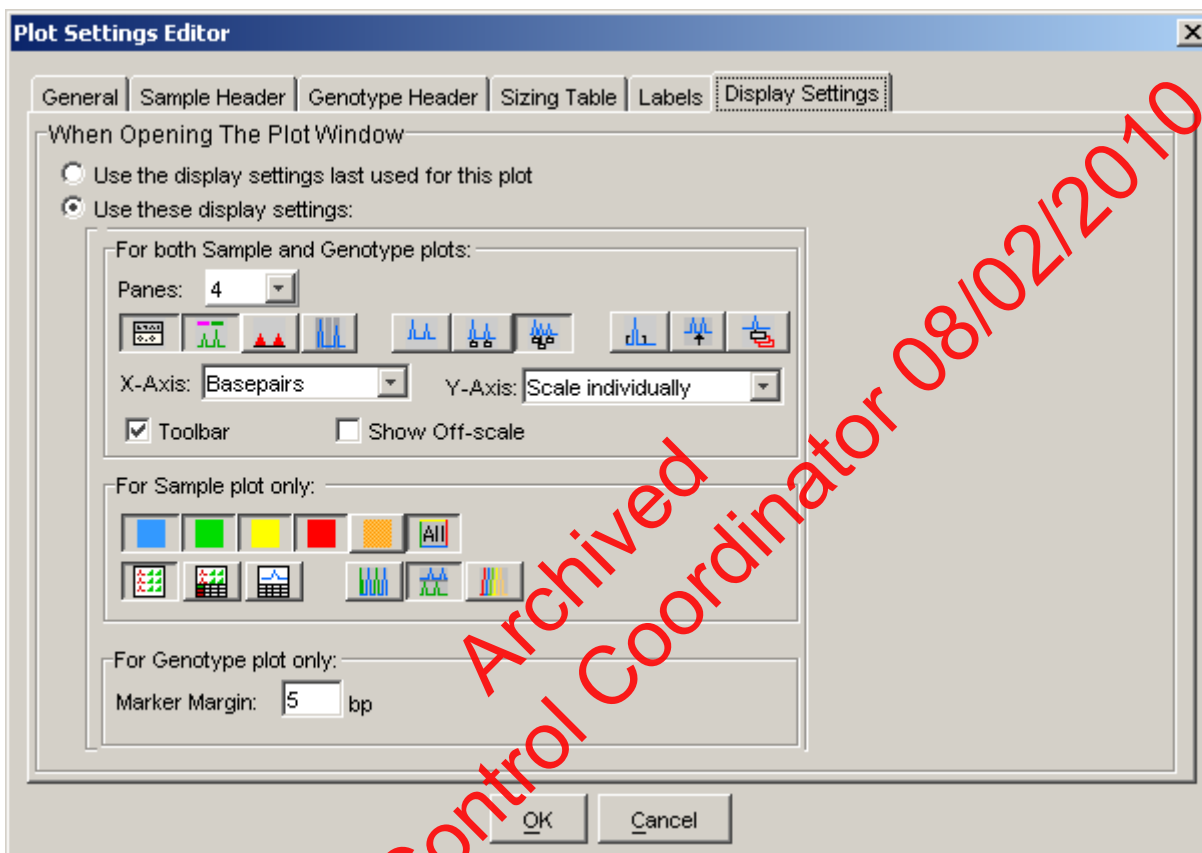 Plot Settings Editor
General Sample Header Genotype Header Sizing Table Labels Display Settings
When Opening The Plot Window
Use the display settings last used for this plot
Use these display settings:
For both Sample and Genotype plots:
Panes: 4
X-Axis: Basepairs Y-Axis: Scale individually
Toolbar Show Off-scale
For Sample plot only:
All
For Genotype plot only:
Marker Margin: 5 bp
OK Cancel
Archived
Control Coordinator 08/02/2010